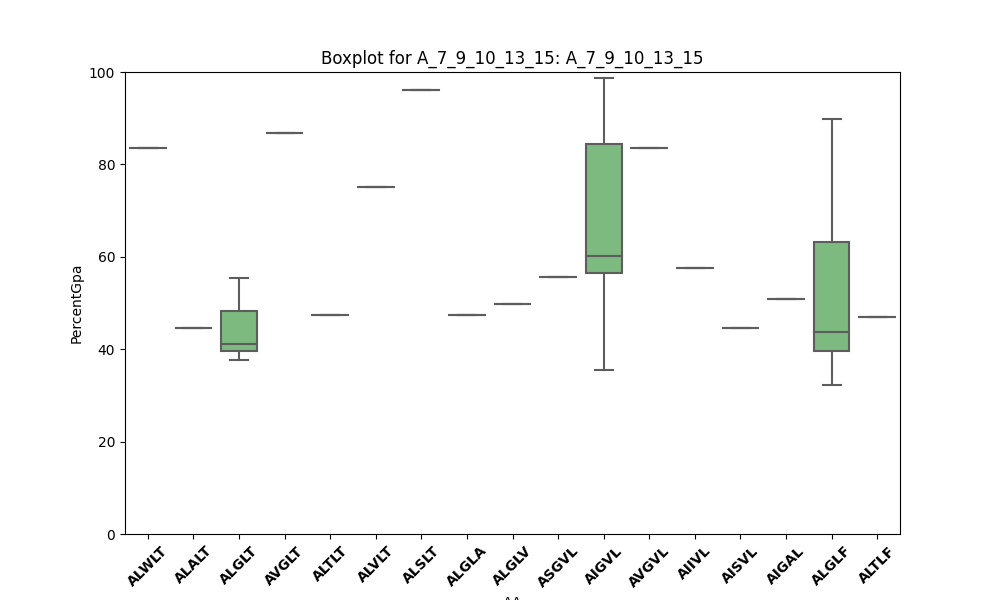 Boxplot for A_7_9_10_13_15: A_7_9_10_13_15
100
80
60
40
20
0
PercentGpa
ALWLT
ALALT
ALGLT
AVGLT
ALTLT
ALVLT
ALSLT
ALGLA
ALGLV
ASGVL
AIGVL
AVGVL
AIIVL
AISVL
AIGAL
ALGLF
ALTLF